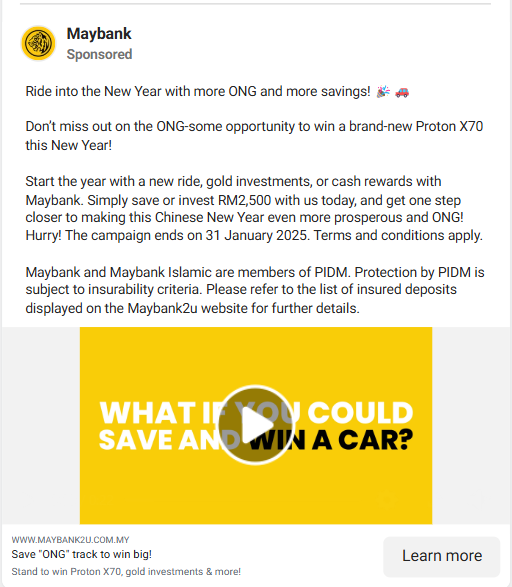 Maybank
Sponsored
Ride into the New Year with more ONG and more savings! 🎉 🚗
Don’t miss out on the ONG-some opportunity to win a brand-new Proton X70
this New Year!
Start the year with a new ride, gold investments, or cash rewards with
Maybank. Simply save or invest RM2,500 with us today, and get one step
closer to making this Chinese New Year even more prosperous and ONG!
Hurry! The campaign ends on 31 January 2025. Terms and conditions apply.
Maybank and Maybank Islamic are members of PIDM. Protection by PIDM is
subject to insurability criteria. Please refer to the list of insured deposits
displayed on the Maybank2u website for further details.
WHAT IF YOU COULD
SAVE AND WIN A CAR?
WWW.MAYBANK2U.COM.MY
Save "ONG" track to win big!
Stand to win Proton X70, gold investments & more!
Learn more